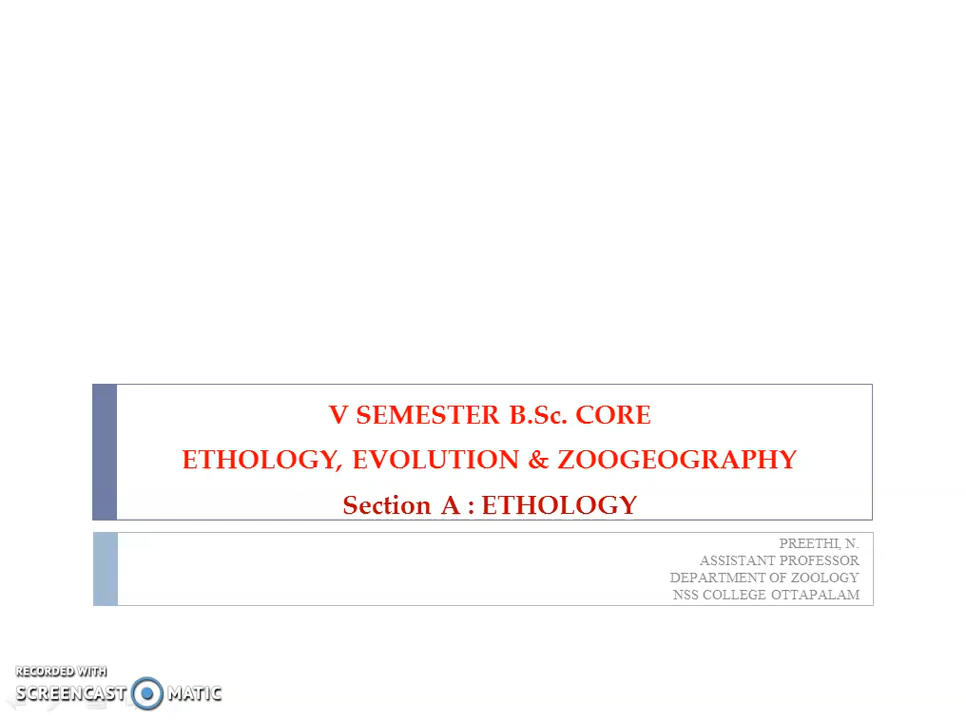 V SEMESTER B.Sc. CORE
ETHOLOGY, EVOLUTION & ZOOGEOGRAPHY
Section A : ETHOLOGY
PREETHI, N.
ASSISTANT PROFESSOR
DEPARTMENT OF ZOOLOGY
NSS COLLEGE OTTAPALAM
RECORDED WITH
SCREENCAST MATIC